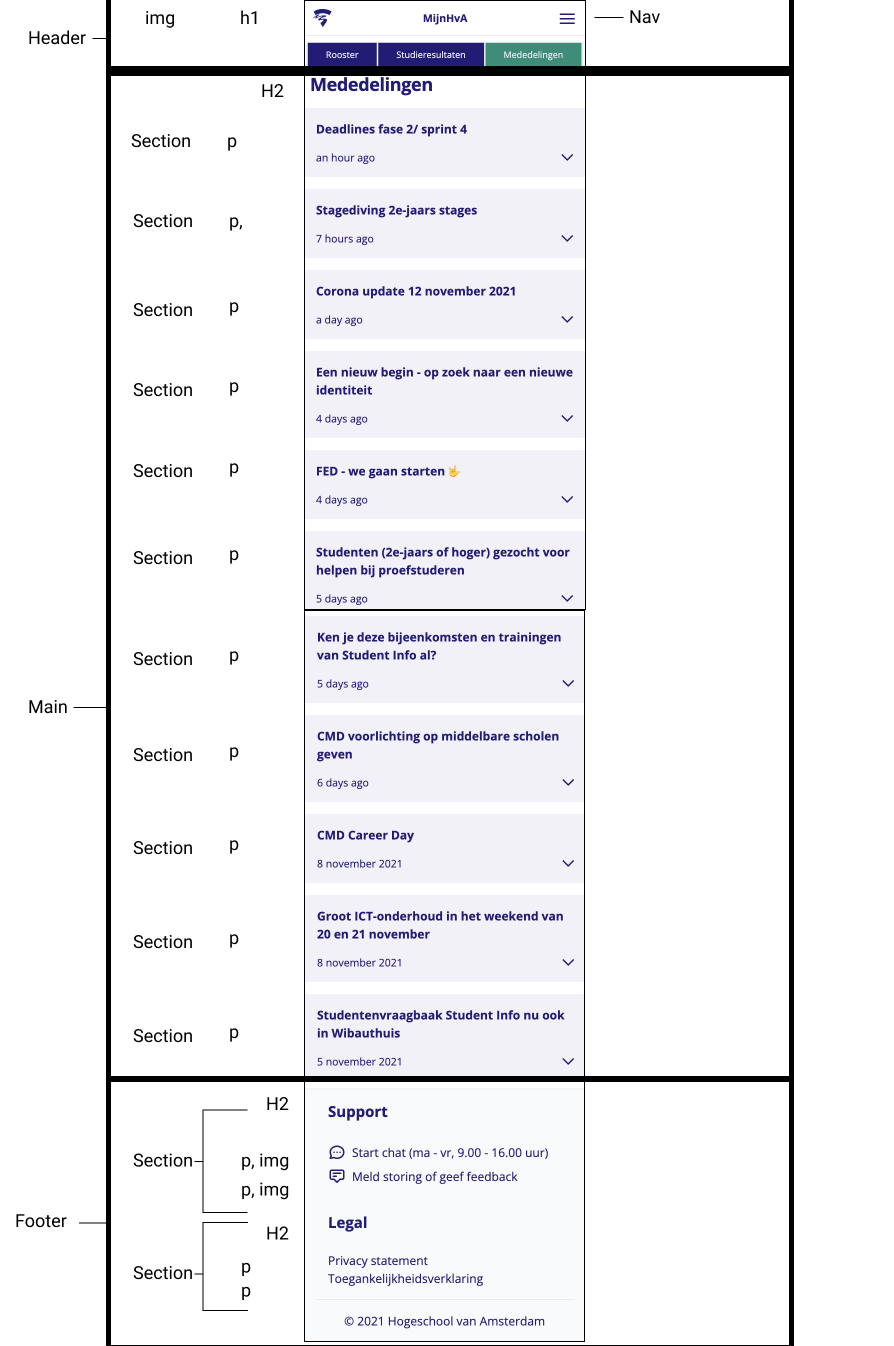 img
h1
MijnHvA
Nav
Header
Rooster
Studieresultaten
Mededelingen
Mededelingen
H2
Section
p
Deadlines fase 2/ sprint 4
an hour ago
Section
p,
Stagediving 2e-jaars stages
7 hours ago
Section
p
Corona update 12 november 2021
a day ago
Section
p
Een nieuw begin - op zoek naar een nieuwe
identiteit
4 days ago
Section
p
FED - we gaan starten 🤟
4 days ago
Section
p
Studenten (2e-jaars of hoger) gezocht voor
helpen bij proefstuderen
5 days ago
Section
p
Ken je deze bijeenkomsten en trainingen
van Student Info al?
5 days ago
Main
Section
p
CMD voorlichting op middelbare scholen
geven
6 days ago
Section
p
CMD Career Day
8 november 2021
Section
p
Groot ICT-onderhoud in het weekend van
20 en 21 november
8 november 2021
Section
p
Studentenvraagbaak Student Info nu ook
in Wibauthuis
5 november 2021
H2
Support
Section
p, img
Start chat (ma - vr, 9.00 - 16.00 uur)
p, img
Meld storing of geef feedback
Footer
H2
Legal
Section
p
Privacy statement
p
Toegankelijkheidsverklaring
© 2021 Hogeschool van Amsterdam